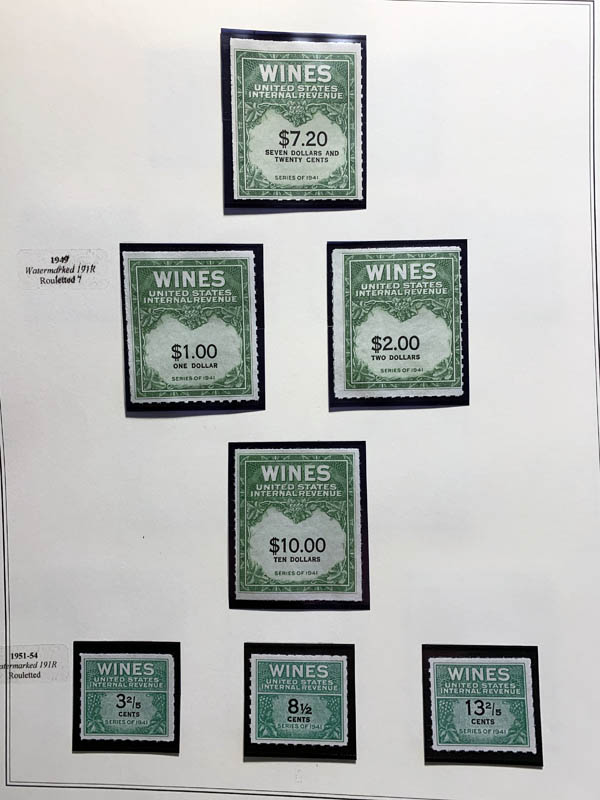 WINES
UNITED STATES
INTERNAL REVENUE
$7.20
SEVEN DOLLARS AND
TWENTY CENTS
SERIES OF 1941
1949
Watermarked 191R
Rouletted 7
WINES
UNITED STATES
INTERNAL REVENUE
$1.00
ONE DOLLAR
SERIES OF 1941
WINES
UNITED STATES
INTERNAL REVENUE
$2.00
TWO DOLLARS
SERIES OF 1941
WINES
UNITED STATES
INTERNAL REVENUE
$10.00
TEN DOLLARS
SERIES OF 1941
1951-54
atermarked 191R
Rouletted
WINES
UNITED STATES
INTERNAL REVENUE
3 2/5
CENTS
SERIES OF 1941
WINES
UNITED STATES
INTERNAL REVENUE
8 1/2
CENTS
SERIES OF 1941
WINES
UNITED STATES
INTERNAL REVENUE
13 2/5
CENTS
SERIES OF 1941